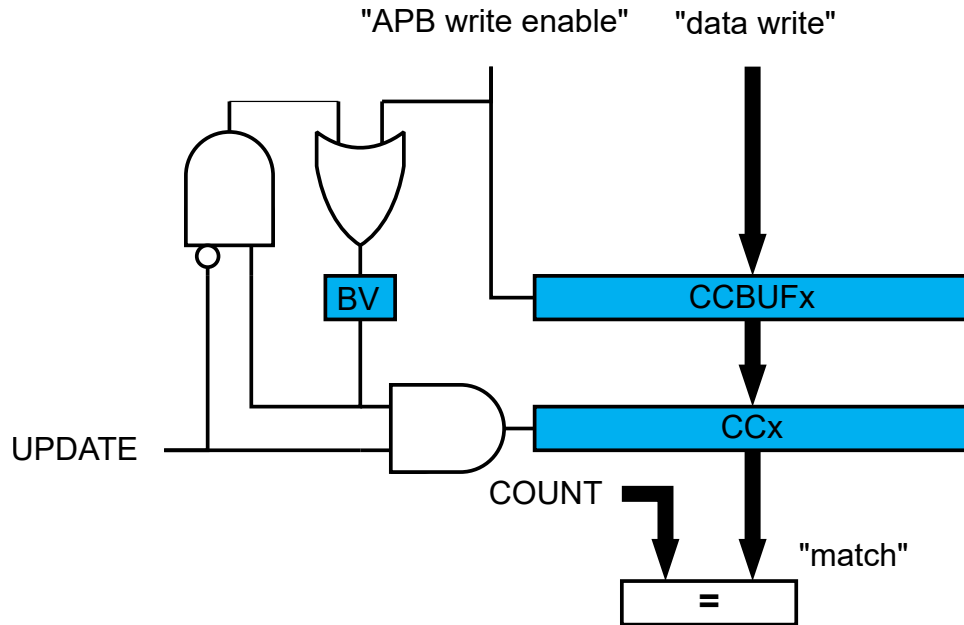 "APB write enable"
"data write"
BV
CCBUFx
UPDATE
CCx
COUNT
"match"
=